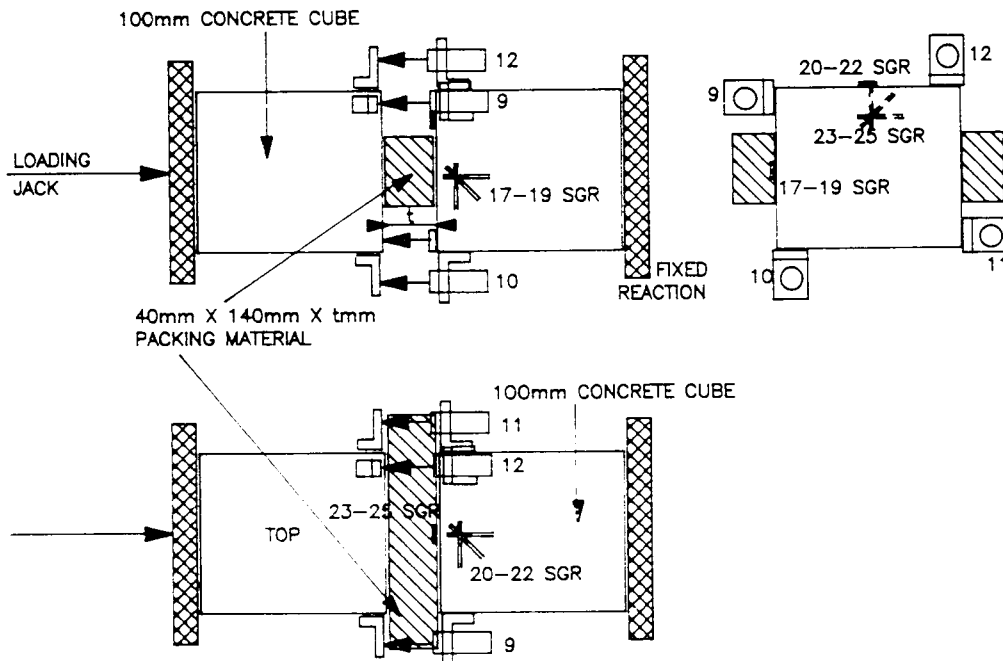 100mm CONCRETE CUBE
12
9
LOADING
JACK
t
17-19 SGR
10
FIXED
REACTION
40mm X 140mm X tmm
PACKING MATERIAL
12
20-22 SGR
9
23-25 SGR
17-19 SGR
10
11
100mm CONCRETE CUBE
11
12
23-25 SGR
TOP
20-22 SGR
9